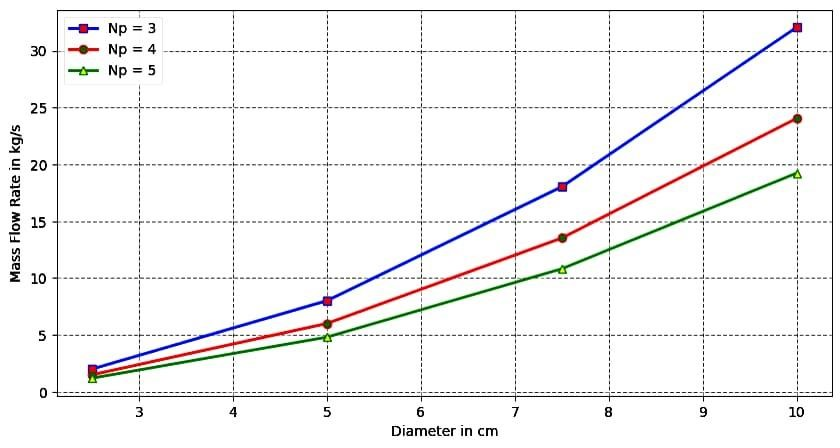 Np = 3
Np = 4
Np = 5
Mass Flow Rate in kg/s
30
25
20
15
10
5
0
3 4 5 6 7 8 9 10
Diameter in cm